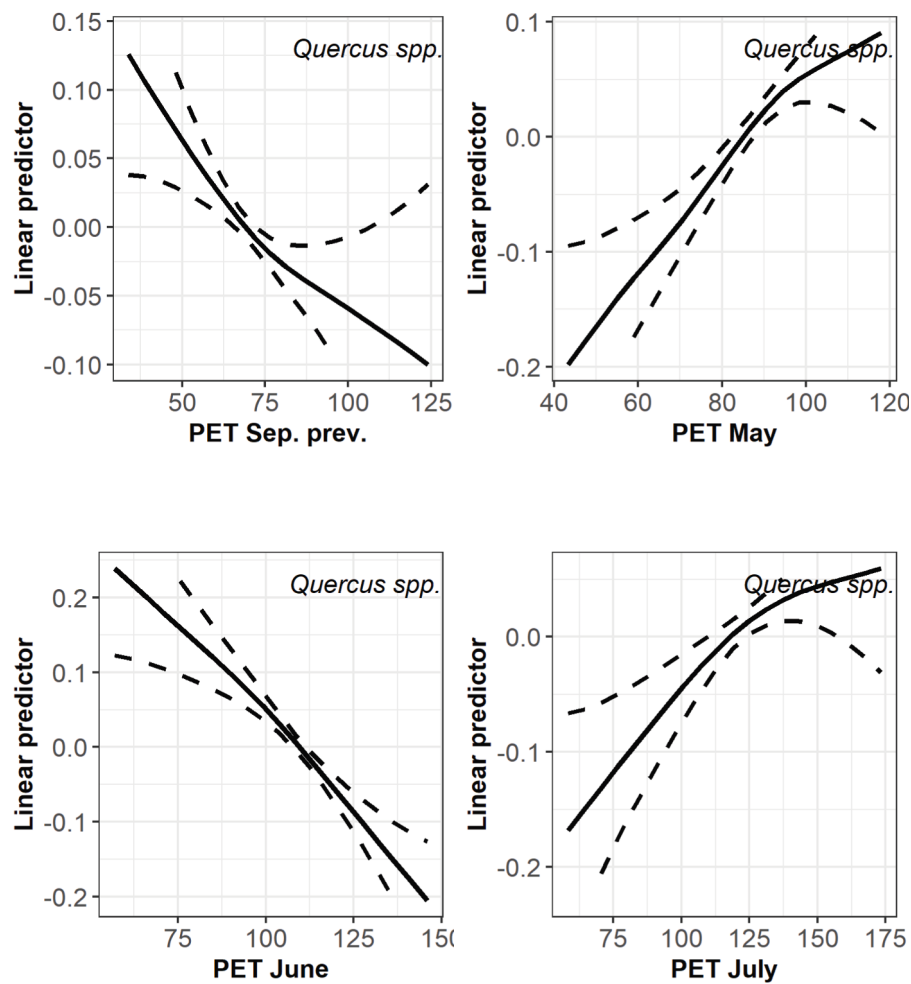 Quercus spp.
Linear predictor
0.15
0.10
0.05
0.00
-0.05
-0.10
50
75
100
125
PET Sep. prev.
Quercus spp.
Linear predictor
0.1
0.0
-0.1
-0.2
40
60
80
100
120
PET May
Quercus spp.
Linear predictor
0.2
0.1
0.0
-0.1
-0.2
75
100
125
PET June
Quercus spp.
Linear predictor
0.0
-0.1
-0.2
75
100
125
150
175
PET July